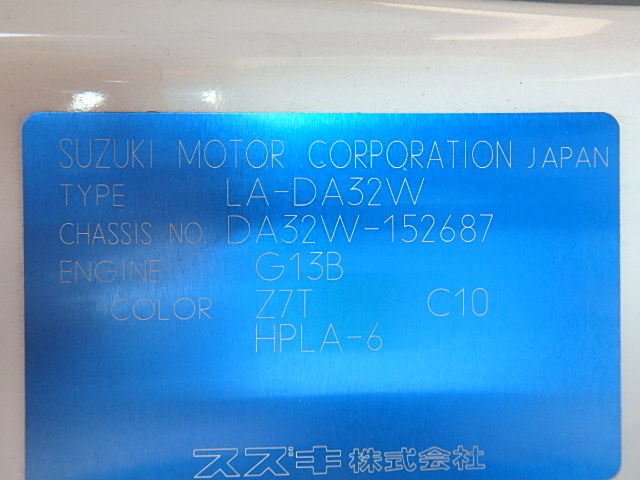 SUZUKI MOTOR CORPORATION JAPAN
TYPE LA-DA32W
CHASSIS NO. DA32W-152687
ENGINE G13B
COLOR Z7T C10
HPLA-6
スズキ株式会社